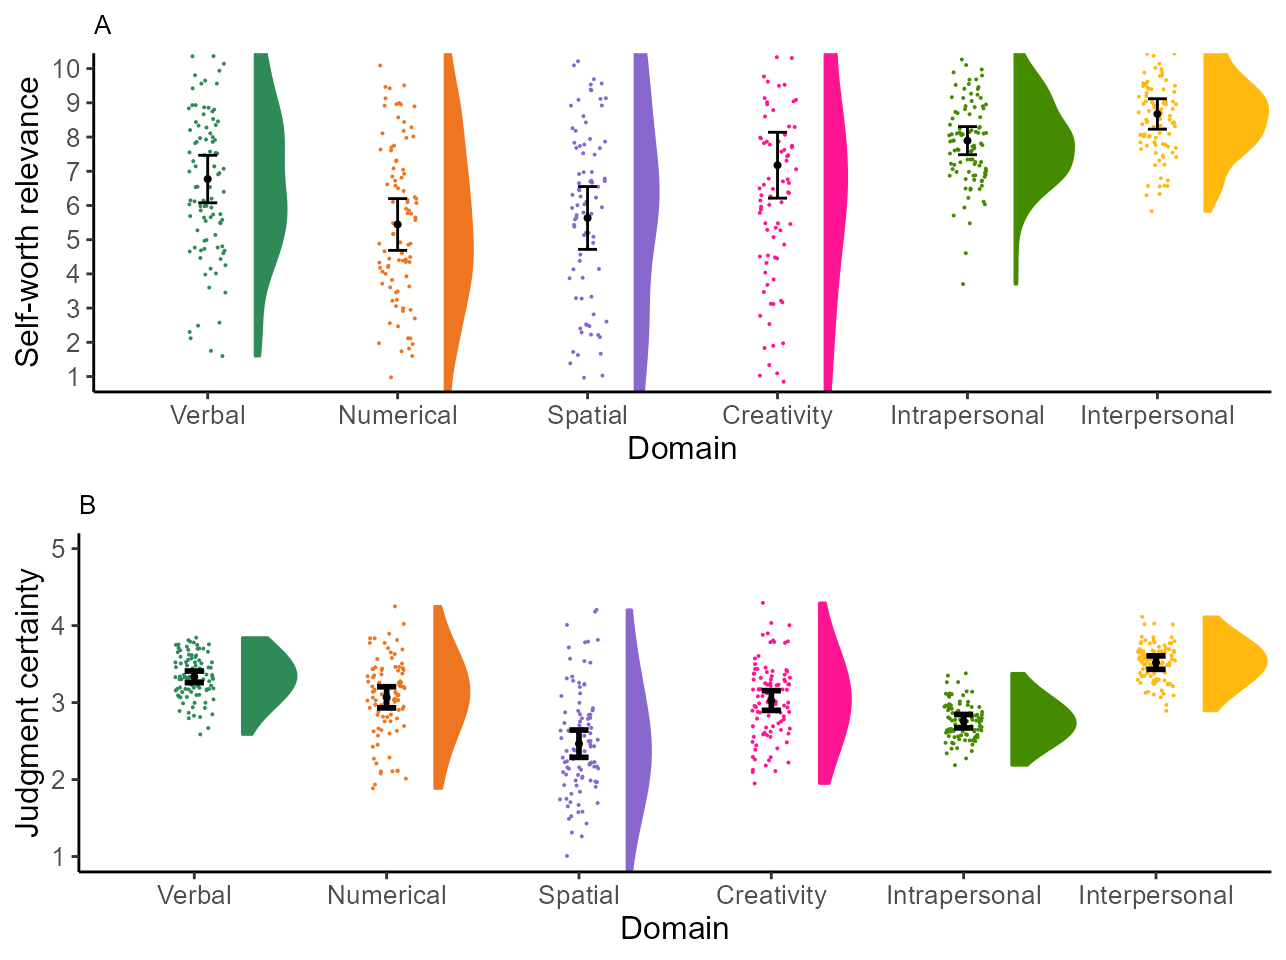 A
Self-worth relevance
10
9
8
7
6
5
4
3
2
1
Verbal Numerical Spatial Creativity Intrapersonal Interpersonal
Domain
B
Judgment certainty
5
4
3
2
1
Verbal Numerical Spatial Creativity Intrapersonal Interpersonal
Domain